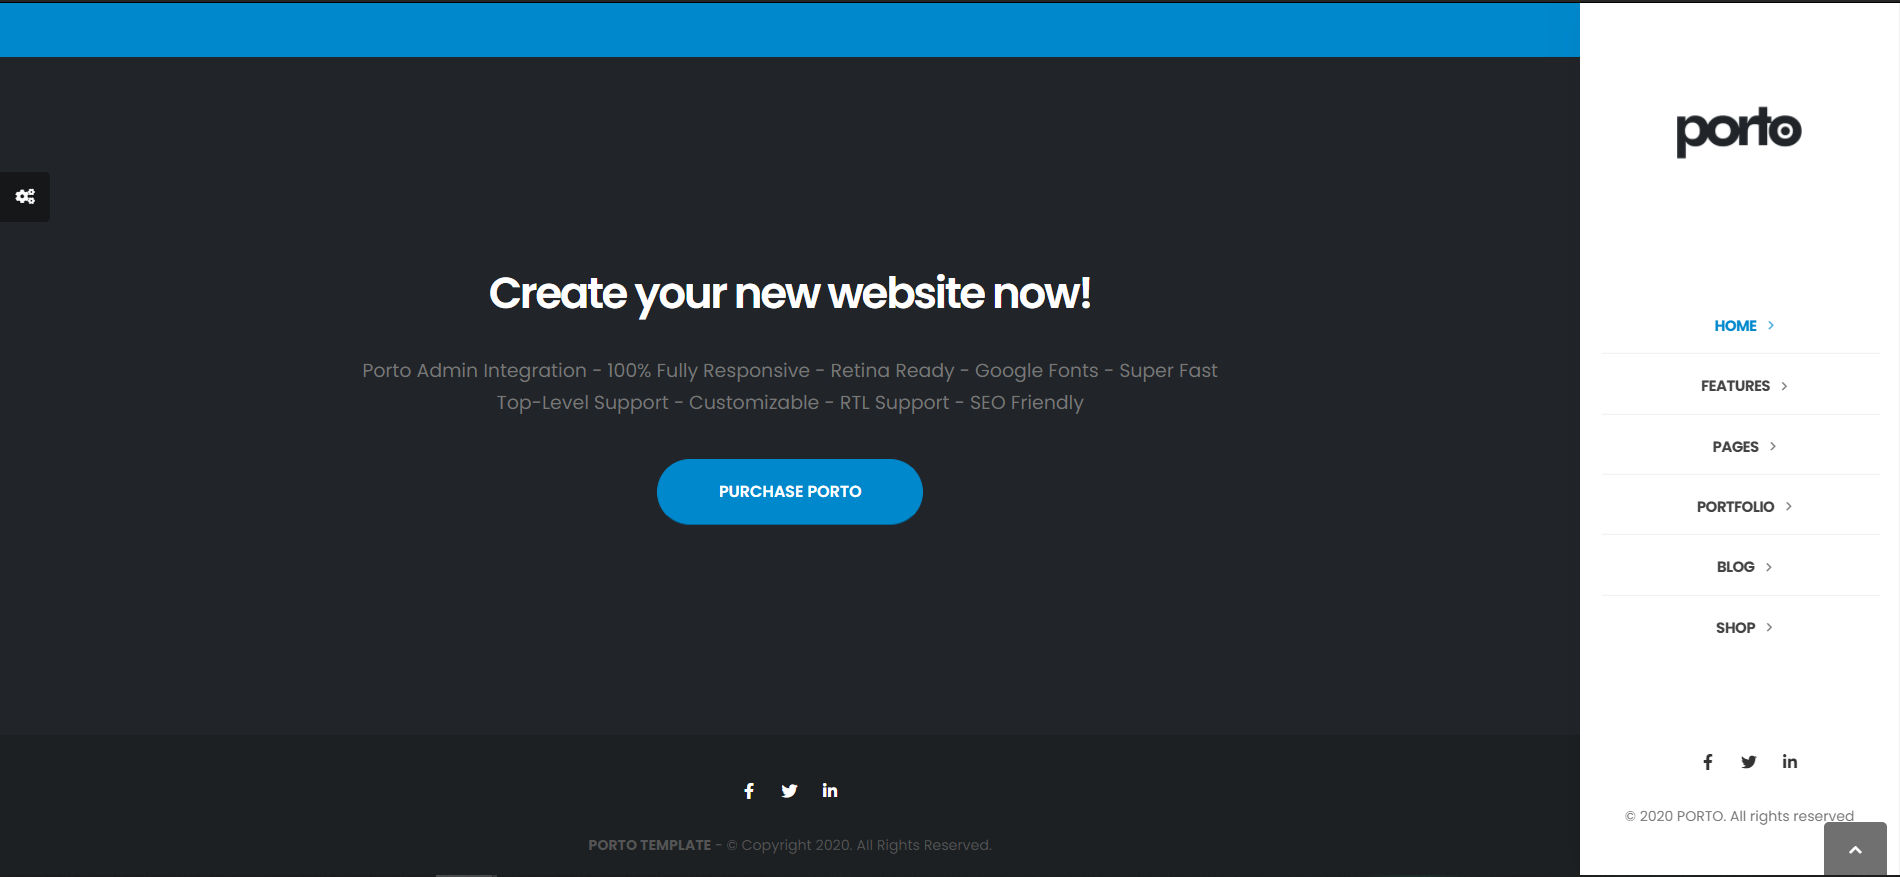 Create your new website now!
Porto Admin Integration - 100% Fully Responsive - Retina Ready - Google Fonts - Super Fast
Top-Level Support - Customizable - RTL Support - SEO Friendly
PURCHASE PORTO
PORTO TEMPLATE - © Copyright 2020. All Rights Reserved.
porto
HOME
FEATURES
PAGES
PORTFOLIO
BLOG
SHOP
© 2020 PORTO. All rights reserved